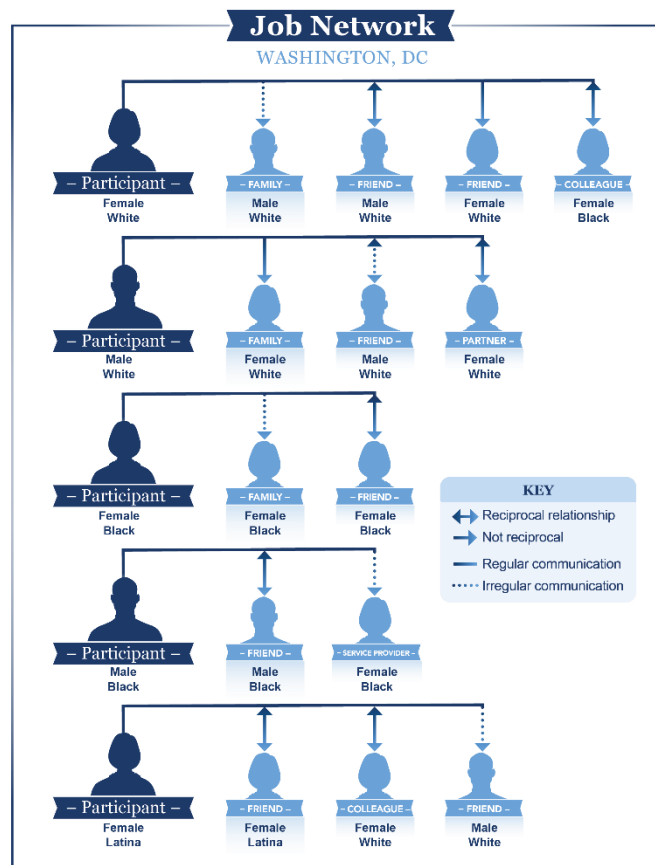 Job Network
WASHINGTON, DC
– Participant –
Female
White
– FAMILY –
Male
White
– FRIEND –
Male
White
– FRIEND –
Female
White
– COLLEAGUE –
Female
Black
– Participant –
Male
White
– FAMILY –
Female
White
– FRIEND –
Male
White
– PARTNER –
Female
White
– Participant –
Female
Black
– FAMILY –
Female
Black
– FRIEND –
Female
Black
KEY
Reciprocal relationship
Not reciprocal
Regular communication
Irregular communication
– Participant –
Male
Black
– FRIEND –
Male
Black
– SERVICE PROVIDER –
Female
Black
– Participant –
Female
Latina
– FRIEND –
Female
Latina
– COLLEAGUE –
Female
White
– FRIEND –
Male
White